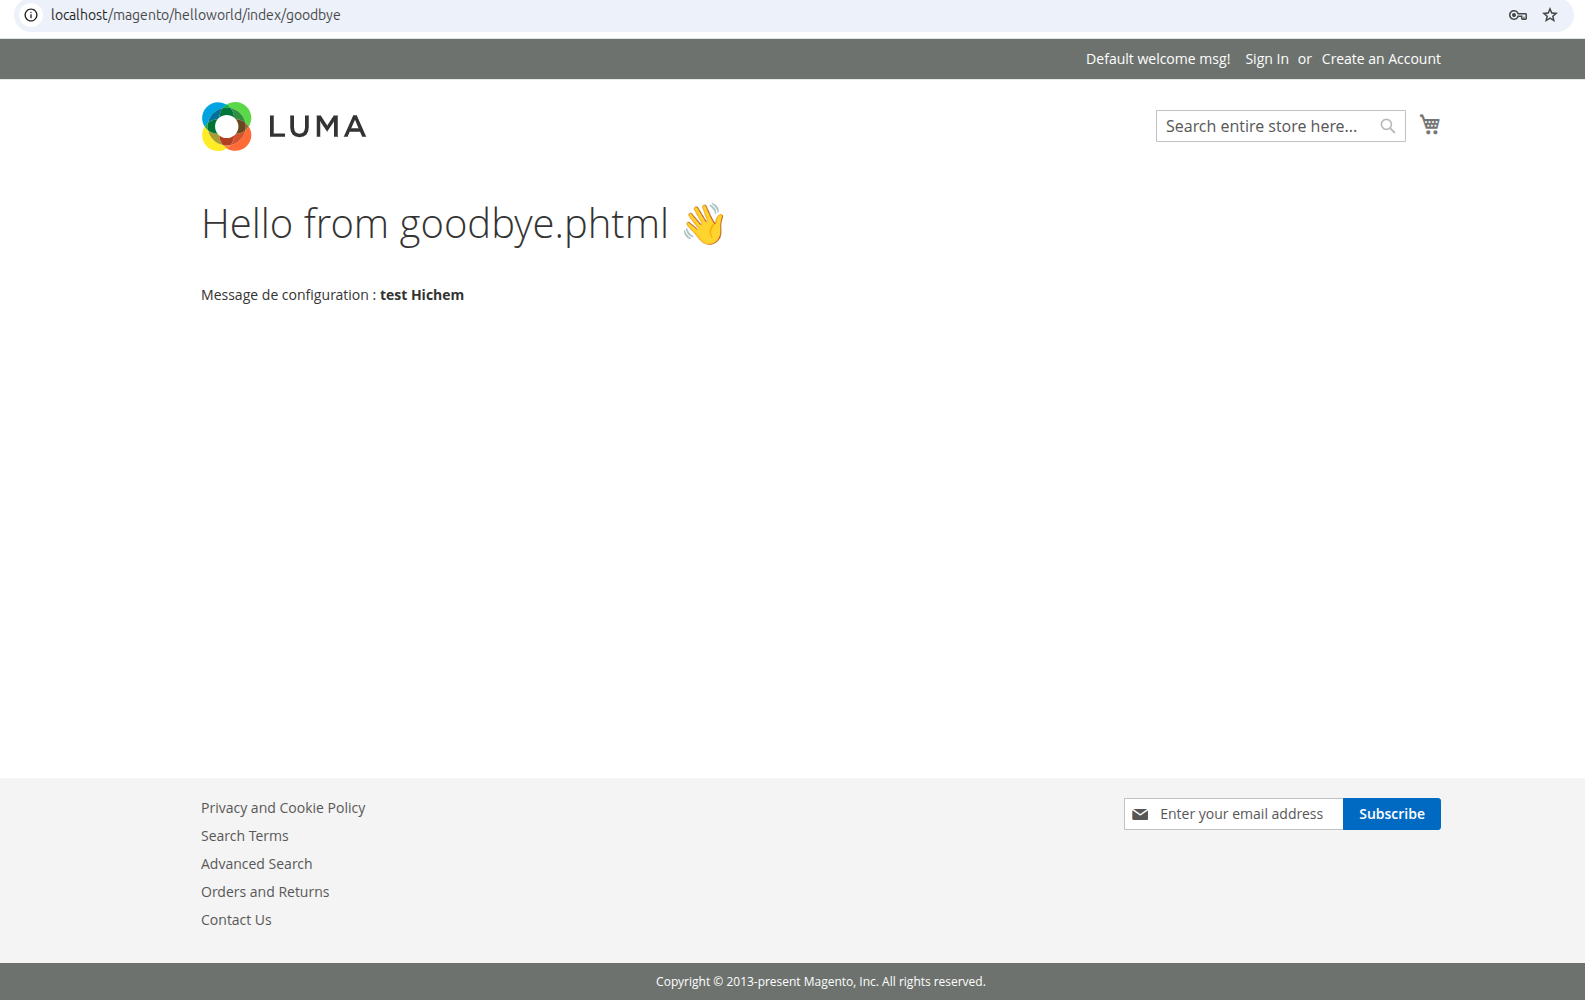 localhost/magento/helloworld/index/goodbye
Default welcome msg! Sign In or Create an Account
LUMA
Search entire store here...
Hello from goodbye.phtml 👋
Message de configuration : test Hichem
Privacy and Cookie Policy
Search Terms
Advanced Search
Orders and Returns
Contact Us
Enter your email address
Subscribe
Copyright © 2013-present Magento, Inc. All rights reserved.